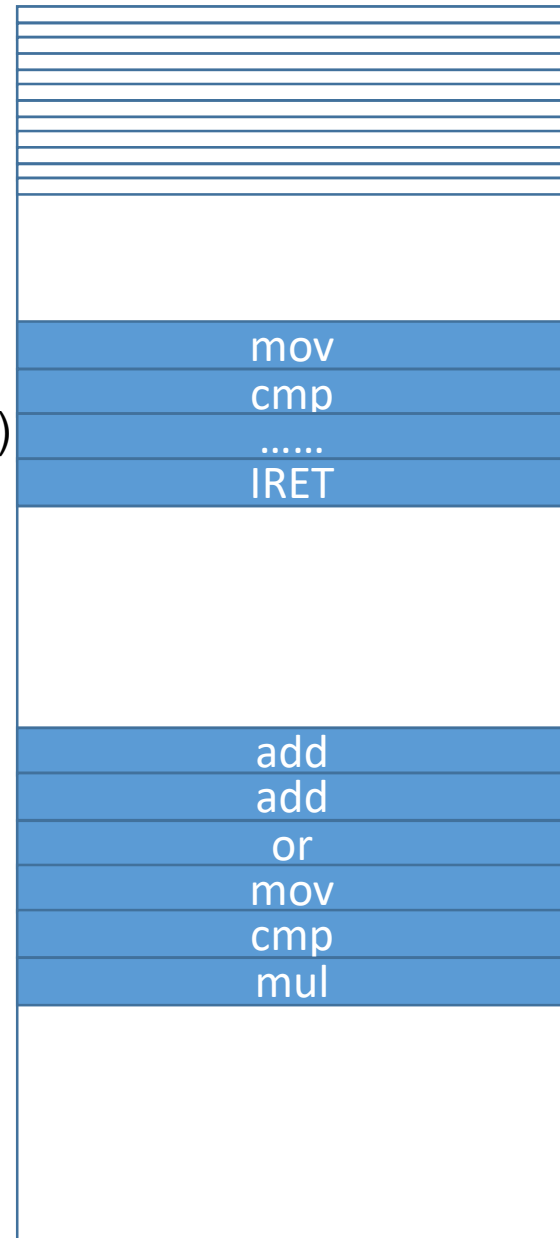 mov
cmp
)
......
IRET
add
add
or
mov
cmp
mul